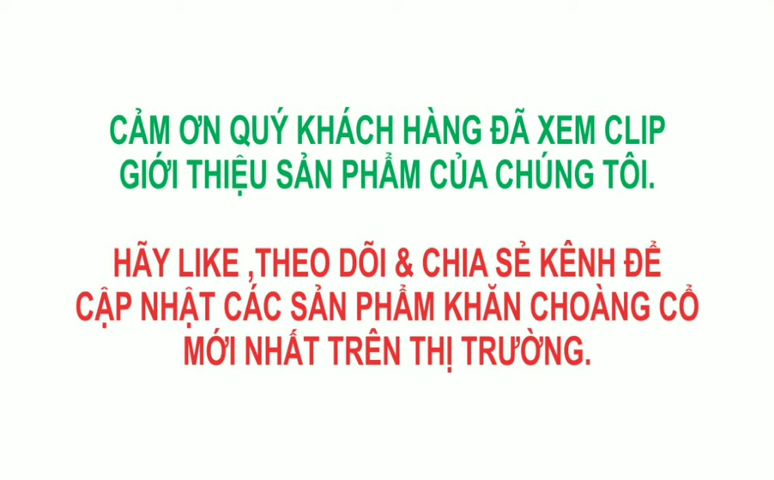 CẢM ƠN QUÝ KHÁCH HÀNG ĐÃ XEM CLIP
GIỚI THIỆU SẢN PHẨM CỦA CHÚNG TÔI.
HÃY LIKE ,THEO DÕI & CHIA SẺ KÊNH ĐỂ
CẬP NHẬT CÁC SẢN PHẨM KHĂN CHOÀNG CỔ
MỚI NHẤT TRÊN THỊ TRƯỜNG.